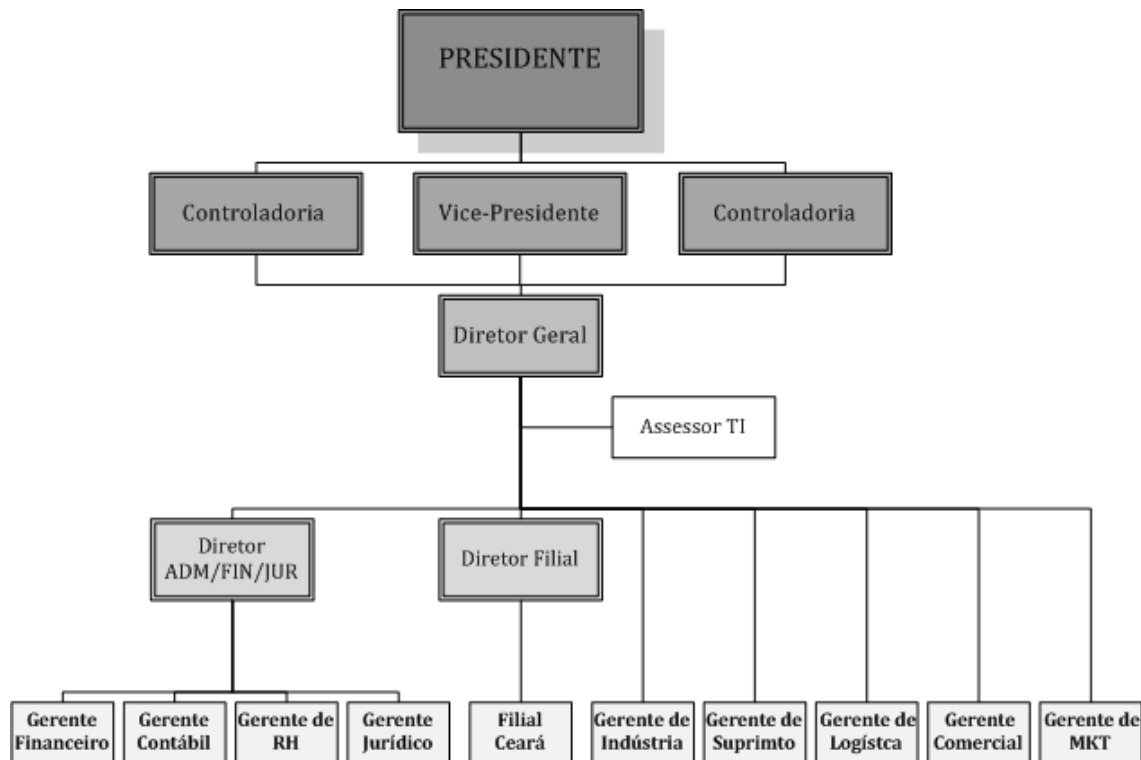 PRESIDENTE
Controladoria
Vice-Presidente
Controladoria
Diretor Geral
Assessor TI
Diretor
ADM/FIN/JUR
Diretor Filial
Gerente
Financeiro
Gerente
Contábil
Gerente de
RH
Gerente
Jurídico
Filial
Ceará
Gerente de
Indústria
Gerente de
Suprimto
Gerente de
Logístca
Gerente
Comercial
Gerente de
MKT